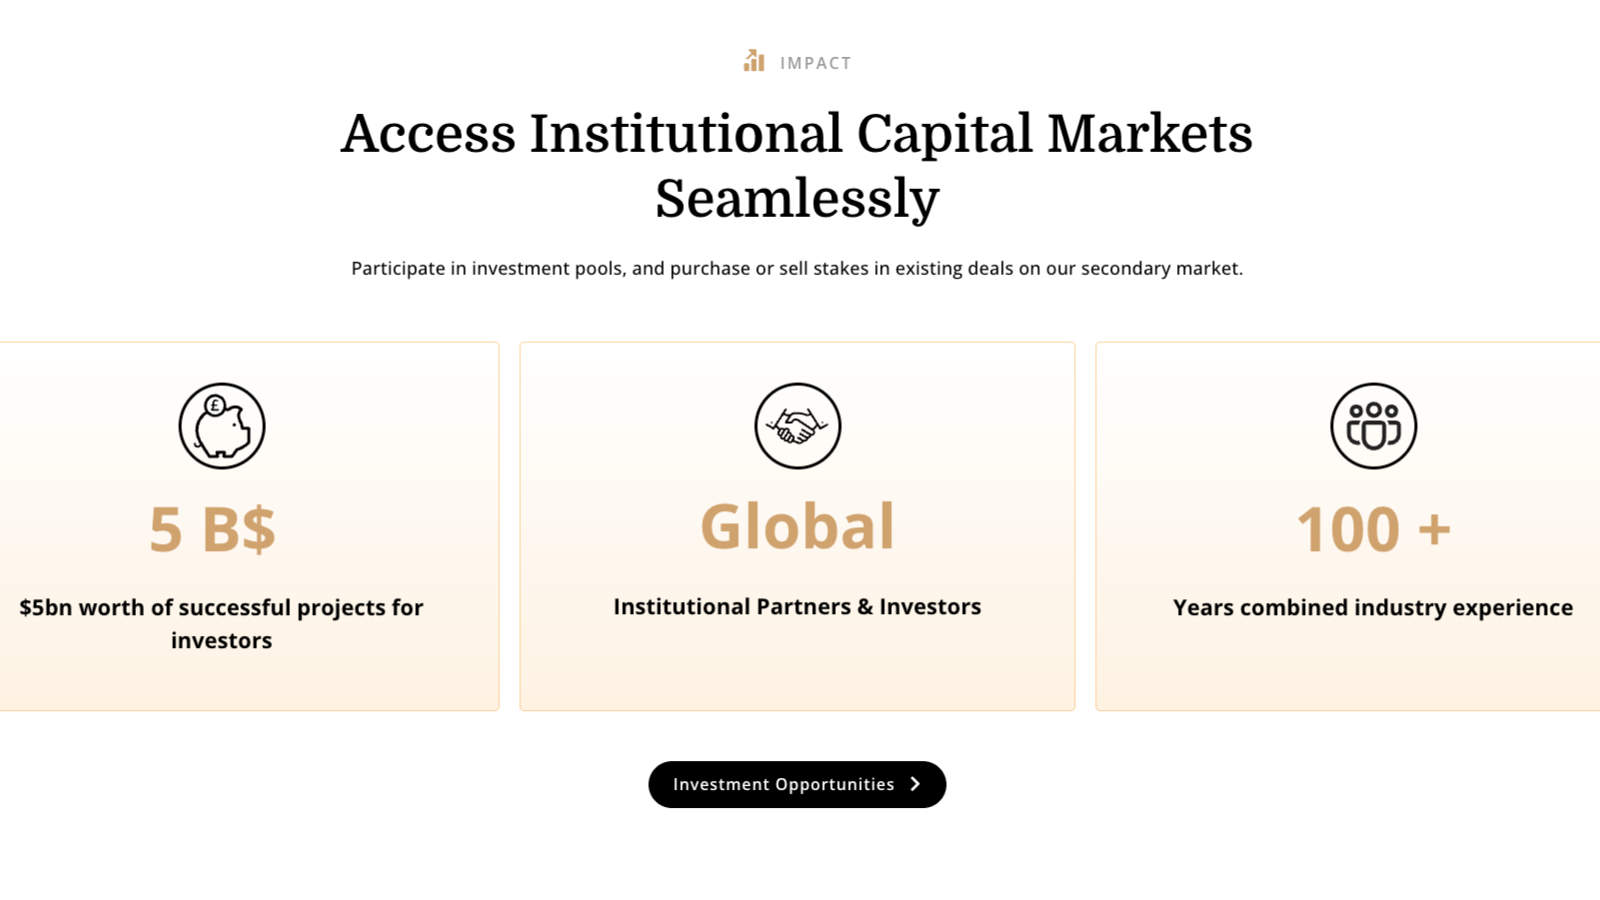 IMPACT
Access Institutional Capital Markets
Seamlessly
Participate in investment pools, and purchase or sell stakes in existing deals on our secondary market.
£
5 B$
$5bn worth of successful projects for
investors
Global
Institutional Partners & Investors
100 +
Years combined industry experience
Investment Opportunities